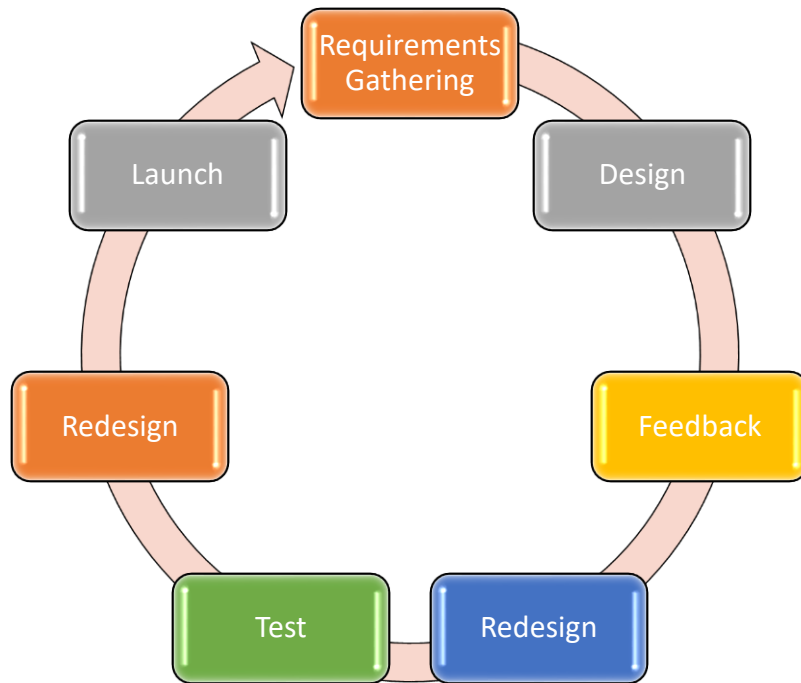 Requirements
Gathering
Design
Feedback
Redesign
Test
Redesign
Launch